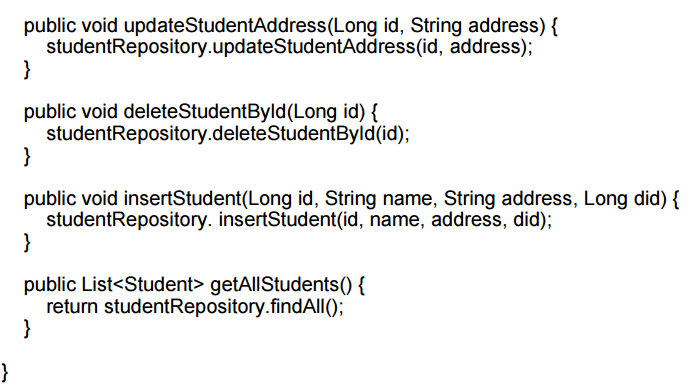 public void updateStudentAddress(Long id, String address) {
studentRepository.updateStudentAddress(id, address);
}
public void deleteStudentById(Long id) {
studentRepository.deleteStudentById(id);
}
public void insertStudent(Long id, String name, String address, Long did) {
studentRepository. insertStudent(id, name, address, did);
}
public List<Student> getAllStudents() {
return studentRepository.findAll();
}
}